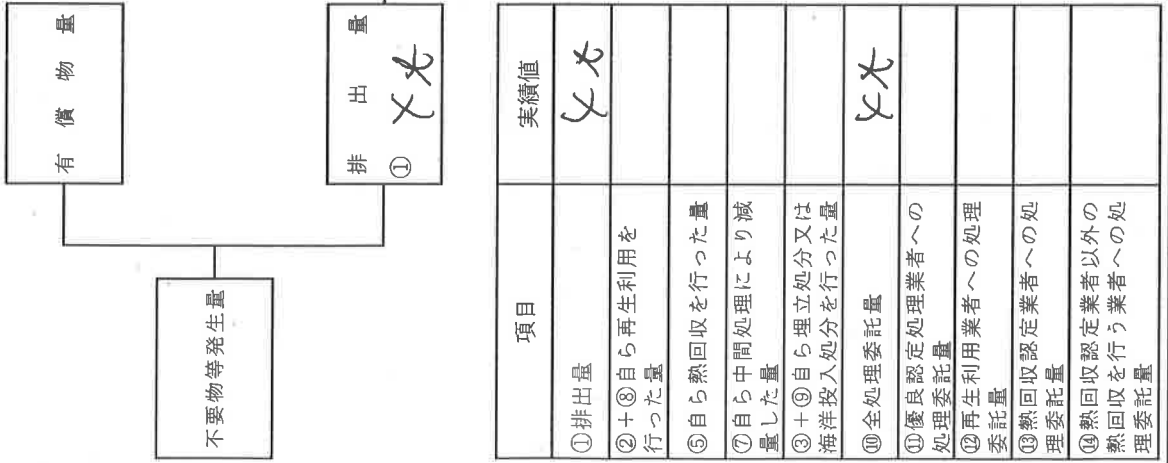 不要物等発生量
有償物量
排出量
①
項目
実績値
①排出量
②+⑧自ら再生利用を
行った量
⑤自ら熱回収を行った量
⑦自ら中間処理により減
量した量
③+⑨自ら埋立処分又は
海洋投入処分を行った量
⑩全処理委託量
⑪優良認定処理業者への
処理委託量
⑫再生利用業者への処理
委託量
⑬熱回収認定業者への処
理委託量
⑭熱回収認定業者以外の
熱回収を行う業者への処
理委託量